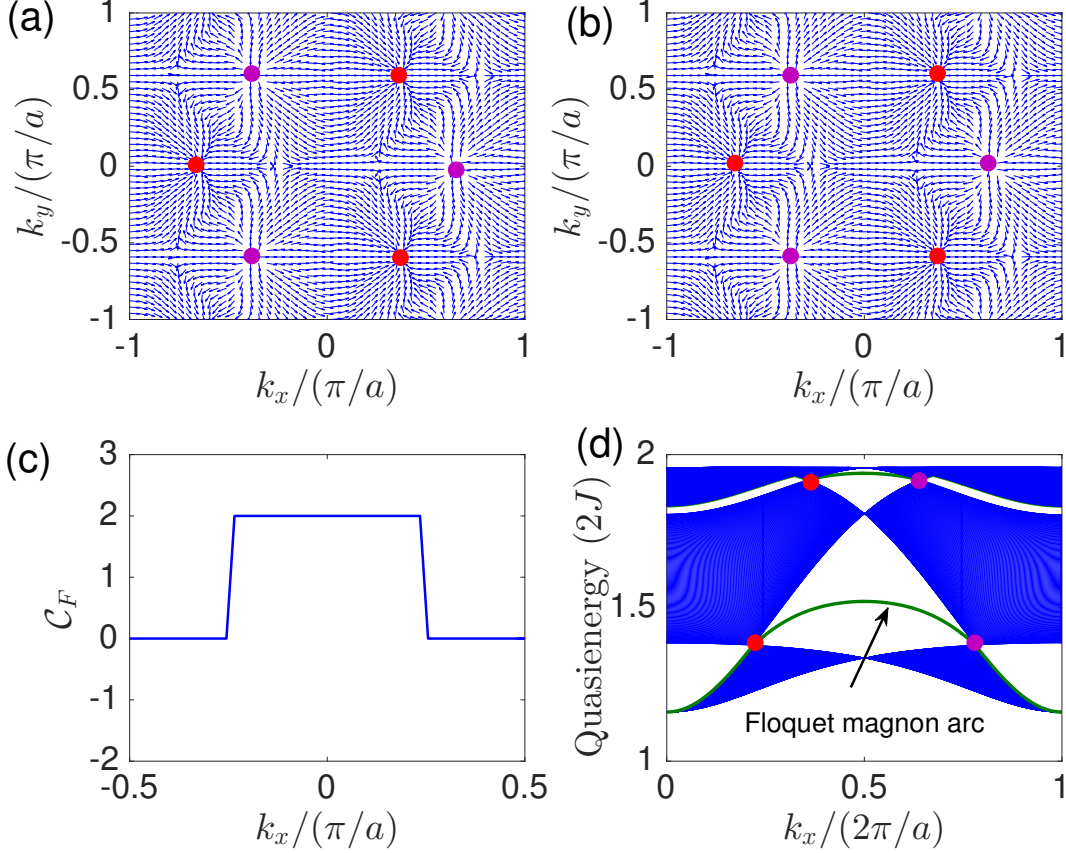 (a)
1
0.5
0
-0.5
-1
k_y/(π/a)
-1
0
1
k_x/(π/a)
(b)
1
0.5
0
-0.5
-1
k_y/(π/a)
-1
0
1
k_x/(π/a)
(c)
3
2
1
0
-1
-2
C_F
-0.5
0
0.5
k_x/(π/a)
(d)
2
1.5
1
Quasienergy (2J)
Floquet magnon arc
0
0.5
1
k_x/(2π/a)